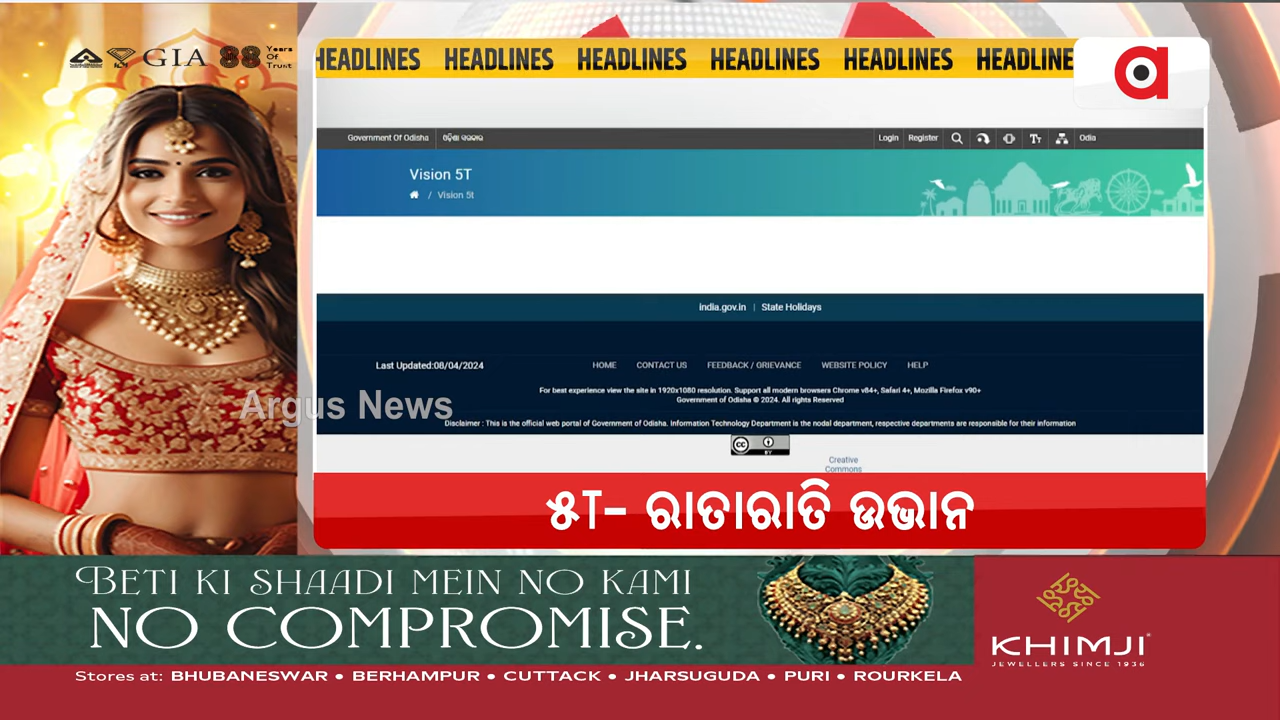 GIA 88 Years Of Trust
HEADLINES HEADLINES HEADLINES HEADLINES HEADLINES HEADLINE
Government Of Odisha ଓଡ଼ିଶା ସରକାର Login Register Odia
Vision 5T
/ Vision 5t
india.gov.in | State Holidays
Last Updated:08/04/2024 HOME CONTACT US FEEDBACK / GRIEVANCE WEBSITE POLICY HELP
For best experience view the site in 1920x1080 resolution. Support all modern browsers Chrome v84+, Safari 4+, Mozilla Firefox v90+
Government of Odisha © 2024. All rights Reserved
Argus News
Disclaimer : This is the official web portal of Government of Odisha. Information Technology Department is the nodal department, respective departments are responsible for their information
cc BY
Creative
Commons
୫T- ରାତାରାତି ଉଭାନ
BETI KI SHAADI MEIN NO KAMI
NO COMPROMISE.
KHIMJI
JEWELLERS SINCE 1936
Stores at: BHUBANESWAR • BERHAMPUR • CUTTACK • JHARSUGUDA • PURI • ROURKELA